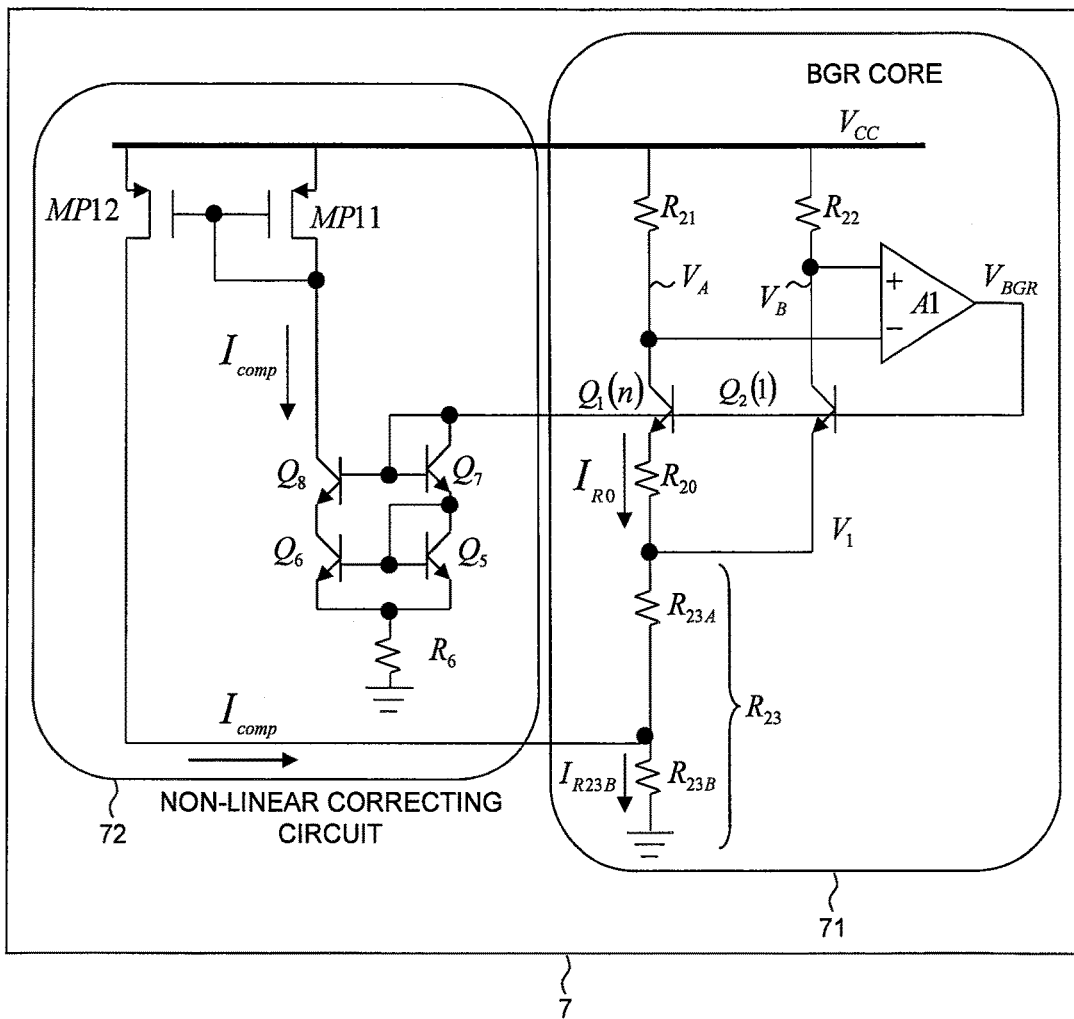 BGR CORE
V_CC
MP12
MP11
R_21
R_22
V_A
V_B
+
A1
−
V_BGR
I_comp
Q_1(n)
Q_2(1)
Q_8
Q_7
I_R0
R_20
V_1
Q_6
Q_5
R_23A
R_6
R_23
I_comp
I_R23B
R_23B
NON-LINEAR CORRECTING
CIRCUIT
72
71
7